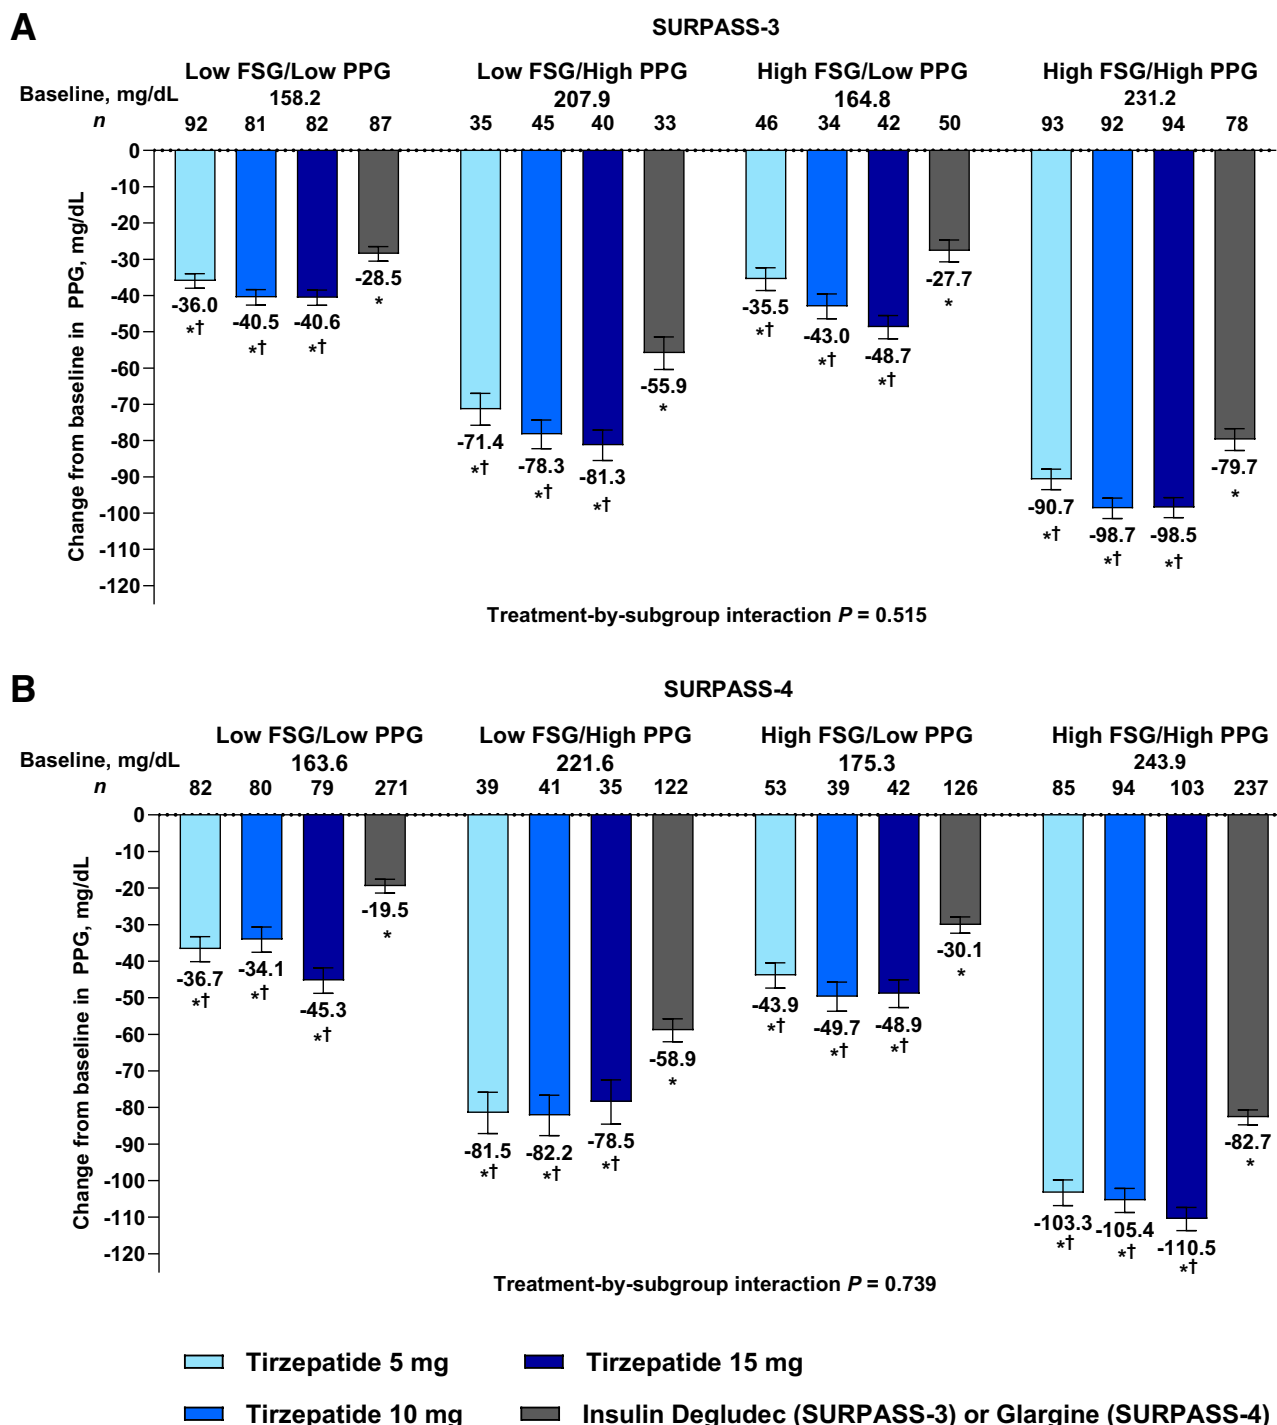 A
SURPASS-3
Low FSG/Low PPG Low FSG/High PPG High FSG/Low PPG High FSG/High PPG
Baseline, mg/dL 158.2 207.9 164.8 231.2
n 92 81 82 87 35 45 40 33 46 34 42 50 93 92 94 78
Change from baseline in PPG, mg/dL
0
-10
-20
-30
-40
-50
-60
-70
-80
-90
-100
-110
-120
-36.0 -40.5 -40.6 -28.5
*† *† *† *
-71.4 -78.3 -81.3 -55.9
*† *† *† *
-35.5 -43.0 -48.7 -27.7
*† *† *† *
-90.7 -98.7 -98.5 -79.7
*† *† *† *
Treatment-by-subgroup interaction P = 0.515
B
SURPASS-4
Low FSG/Low PPG Low FSG/High PPG High FSG/Low PPG High FSG/High PPG
Baseline, mg/dL 163.6 221.6 175.3 243.9
n 82 80 79 271 39 41 35 122 53 39 42 126 85 94 103 237
Change from baseline in PPG, mg/dL
0
-10
-20
-30
-40
-50
-60
-70
-80
-90
-100
-110
-120
-36.7 -34.1 -45.3 -19.5
*† *† *† *
-81.5 -82.2 -78.5 -58.9
*† *† *† *
-43.9 -49.7 -48.9 -30.1
*† *† *† *
-103.3 -105.4 -110.5 -82.7
*† *† *† *
Treatment-by-subgroup interaction P = 0.739
Tirzepatide 5 mg Tirzepatide 15 mg
Tirzepatide 10 mg Insulin Degludec (SURPASS-3) or Glargine (SURPASS-4)